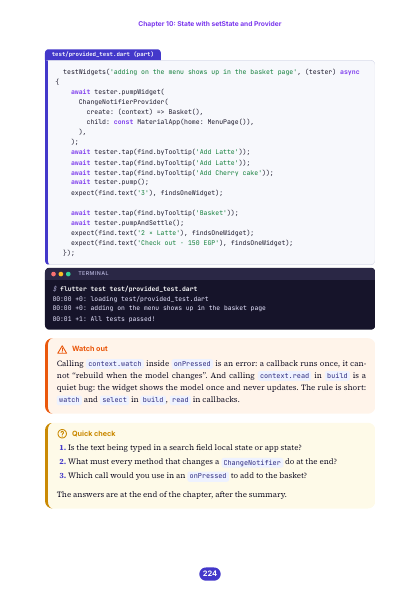 Chapter 10: State with setState and Provider
test/provided_test.dart (part)
testWidgets('adding on the menu shows up in the basket page', (tester) async
{
await tester.pumpWidget(
ChangeNotifierProvider(
create: (context) => Basket(),
child: const MaterialApp(home: MenuPage()),
),
);
await tester.tap(find.byTooltip('Add Latte'));
await tester.tap(find.byTooltip('Add Latte'));
await tester.tap(find.byTooltip('Add Cherry cake'));
await tester.pump();
expect(find.text('3'), findsOneWidget);
await tester.tap(find.byTooltip('Basket'));
await tester.pumpAndSettle();
expect(find.text('2 × Latte'), findsOneWidget);
expect(find.text('Check out · 150 EGP'), findsOneWidget);
});
TERMINAL
$ flutter test test/provided_test.dart
00:00 +0: loading test/provided_test.dart
00:00 +0: adding on the menu shows up in the basket page
00:01 +1: All tests passed!
Watch out
Calling context.watch inside onPressed is an error: a callback runs once, it can-
not “rebuild when the model changes”. And calling context.read in build is a
quiet bug: the widget shows the model once and never updates. The rule is short:
watch and select in build, read in callbacks.
Quick check
1. Is the text being typed in a search field local state or app state?
2. What must every method that changes a ChangeNotifier do at the end?
3. Which call would you use in an onPressed to add to the basket?
The answers are at the end of the chapter, after the summary.
224